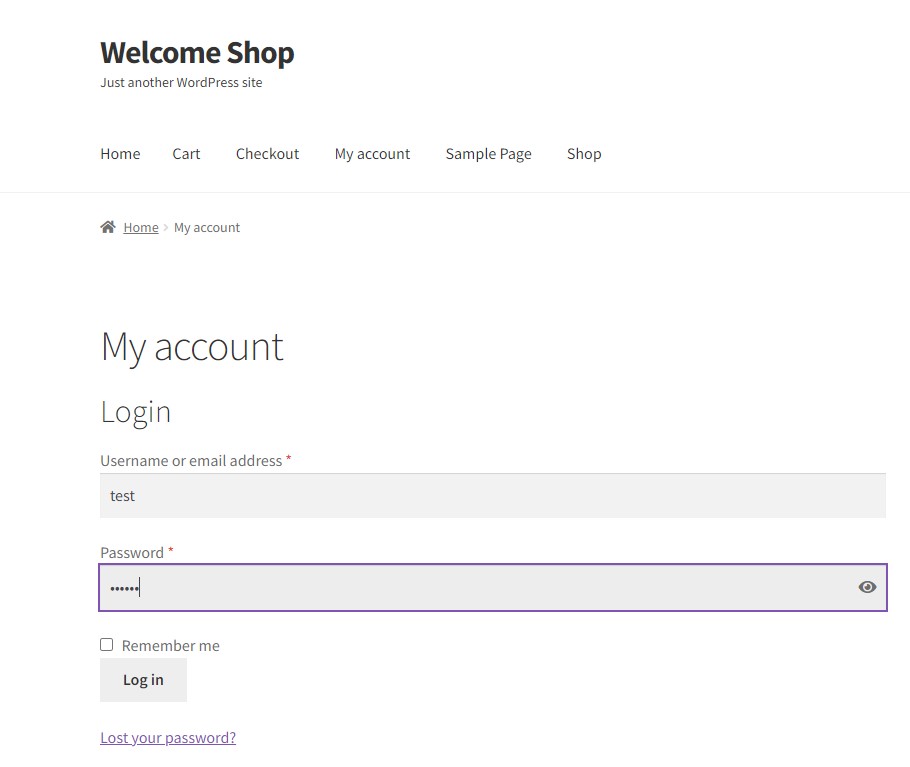 Welcome Shop
Just another WordPress site
Home Cart Checkout My account Sample Page Shop
Home › My account
My account
Login
Username or email address *
test
Password *
••••••
Remember me
Log in
Lost your password?